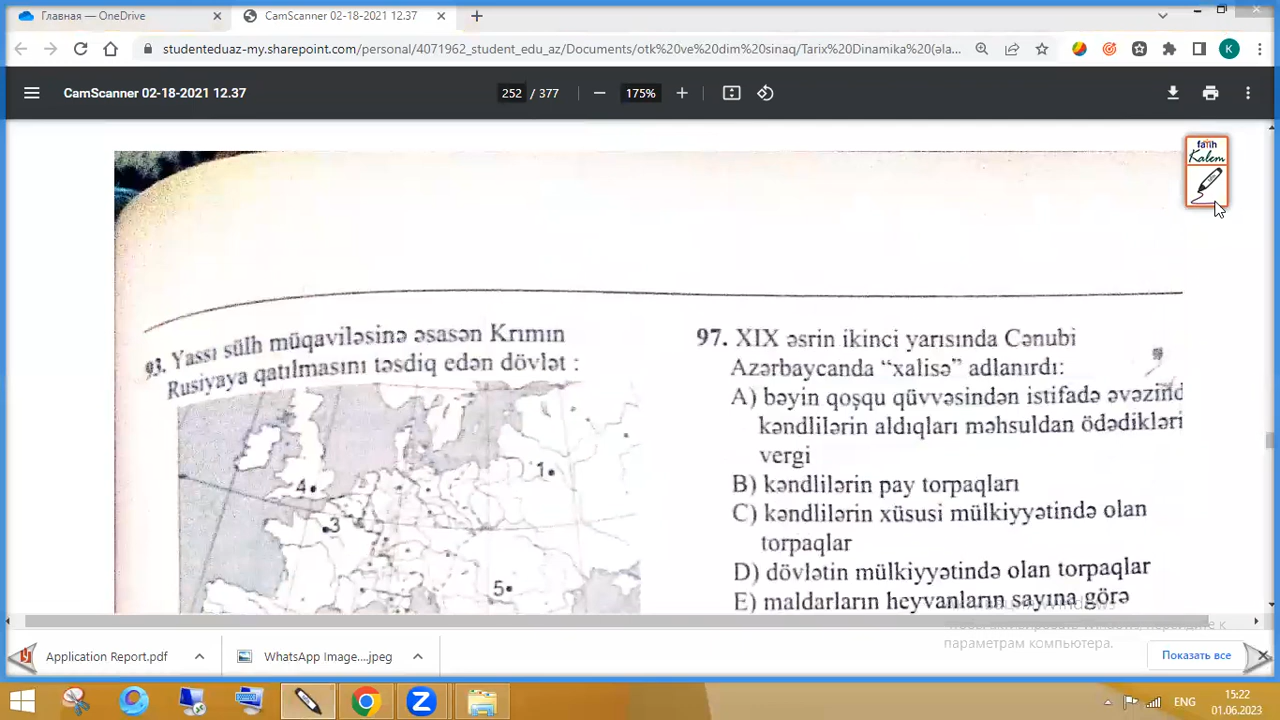 Главная — OneDrive
CamScanner 02-18-2021 12.37
studenteduaz-my.sharepoint.com/personal/4071962_student_edu_az/Documents/otk%20ve%20dim%20sinaq/Tarix%20Dinamika%20(əla...
K
CamScanner 02-18-2021 12.37
252 / 377
175%
fatih
Kalem
93. Yassı sülh müqaviləsinə əsasən Krımın
Rusiyaya qatılmasını təsdiq edən dövlət :
1
4
3
5
97. XIX əsrin ikinci yarısında Cənubi
Azərbaycanda “xalisə” adlanırdı:
A) bəyin qoşqu qüvvəsindən istifadə əvəzind
kəndlilərin aldıqları məhsuldan ödədikləri
vergi
B) kəndlilərin pay torpaqları
C) kəndlilərin xüsusi mülkiyyətində olan
torpaqlar
D) dövlətin mülkiyyətində olan torpaqlar
E) maldarların heyvanların sayına görə
параметрам компьютера.
Application Report.pdf
WhatsApp Image....jpeg
Показать все
ENG
15:22
01.06.2023